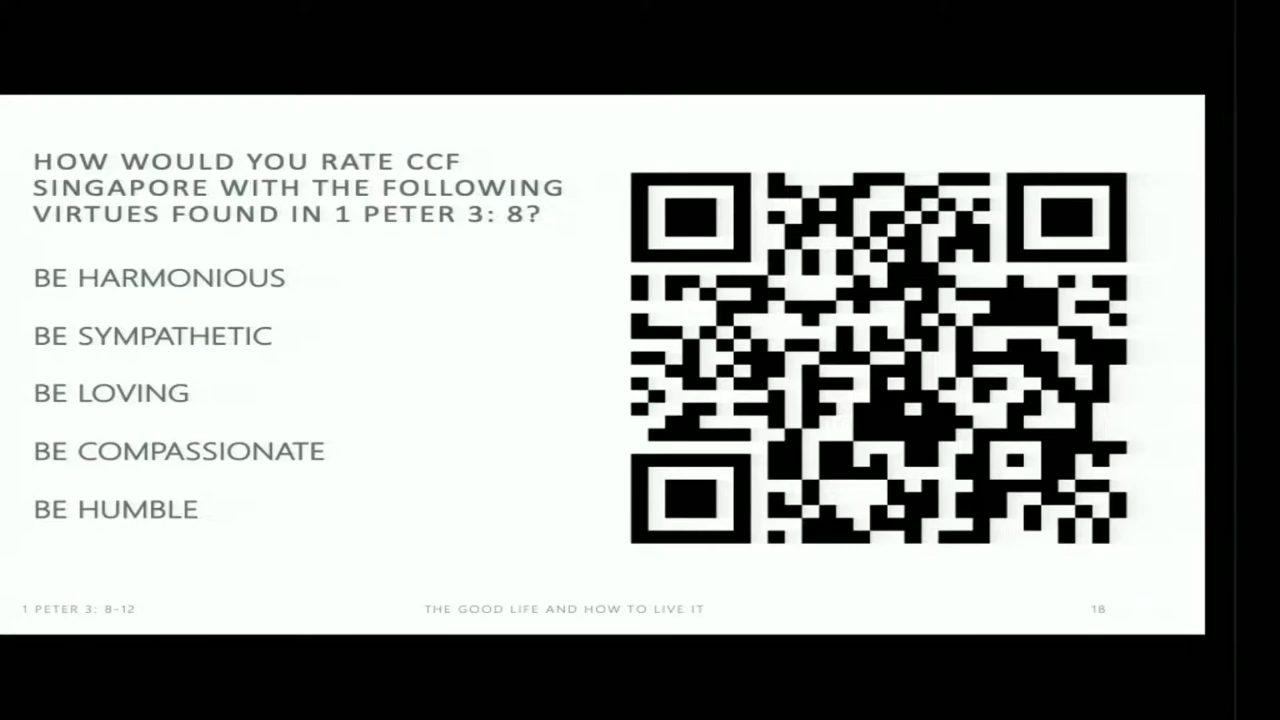 HOW WOULD YOU RATE CCF
SINGAPORE WITH THE FOLLOWING
VIRTUES FOUND IN 1 PETER 3: 8?
BE HARMONIOUS
BE SYMPATHETIC
BE LOVING
BE COMPASSIONATE
BE HUMBLE
1 PETER 3: 8-12
THE GOOD LIFE AND HOW TO LIVE IT
18